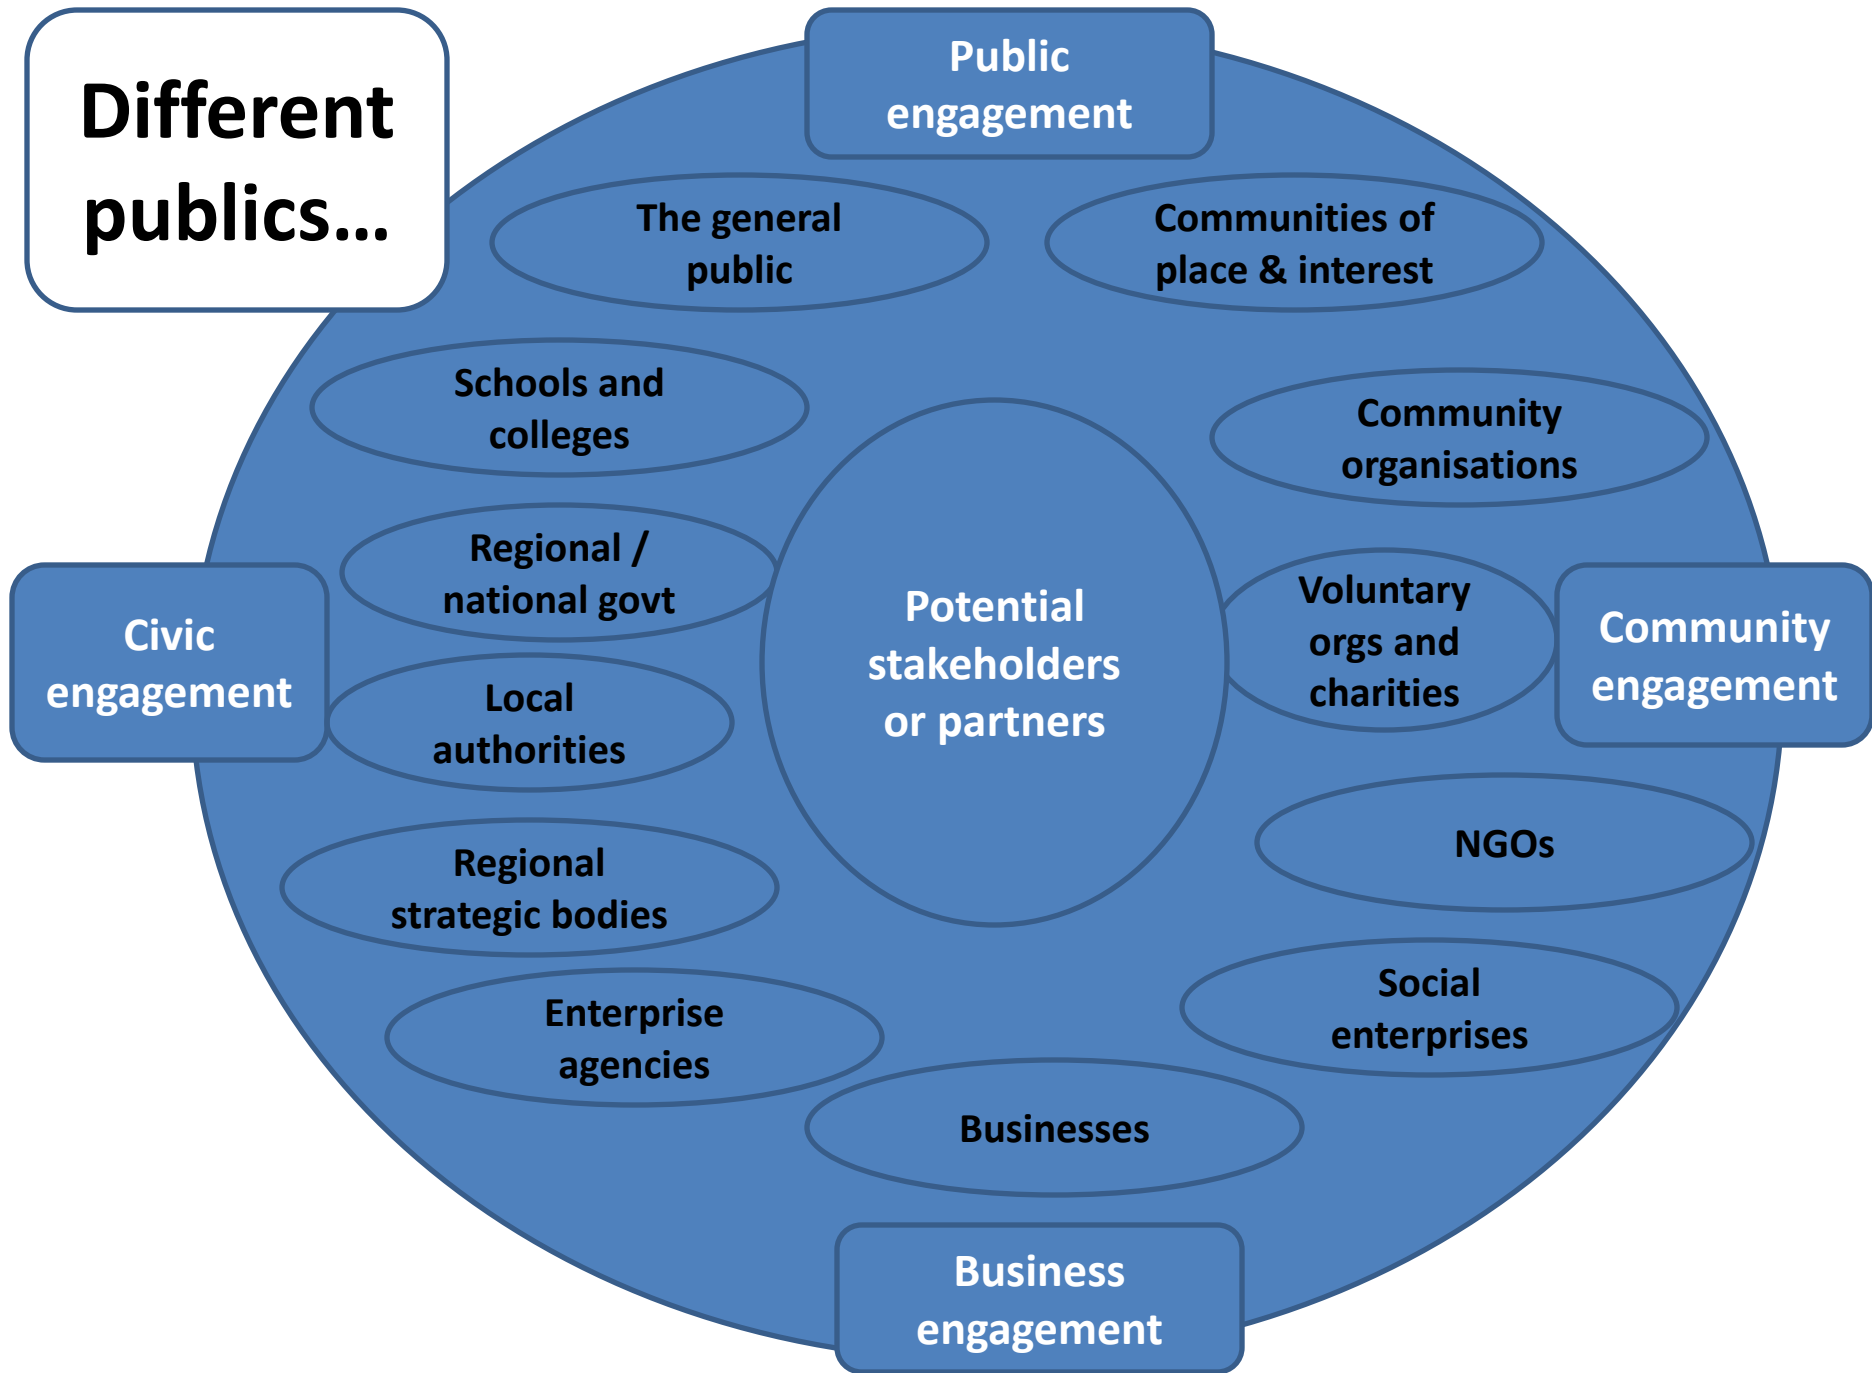 Different
publics...
Public
engagement
The general
public
Communities of
place & interest
Schools and
colleges
Community
organisations
Regional /
national govt
Voluntary
orgs and
charities
Civic
engagement
Potential
stakeholders
or partners
Community
engagement
Local
authorities
NGOs
Regional
strategic bodies
Social
enterprises
Enterprise
agencies
Businesses
Business
engagement